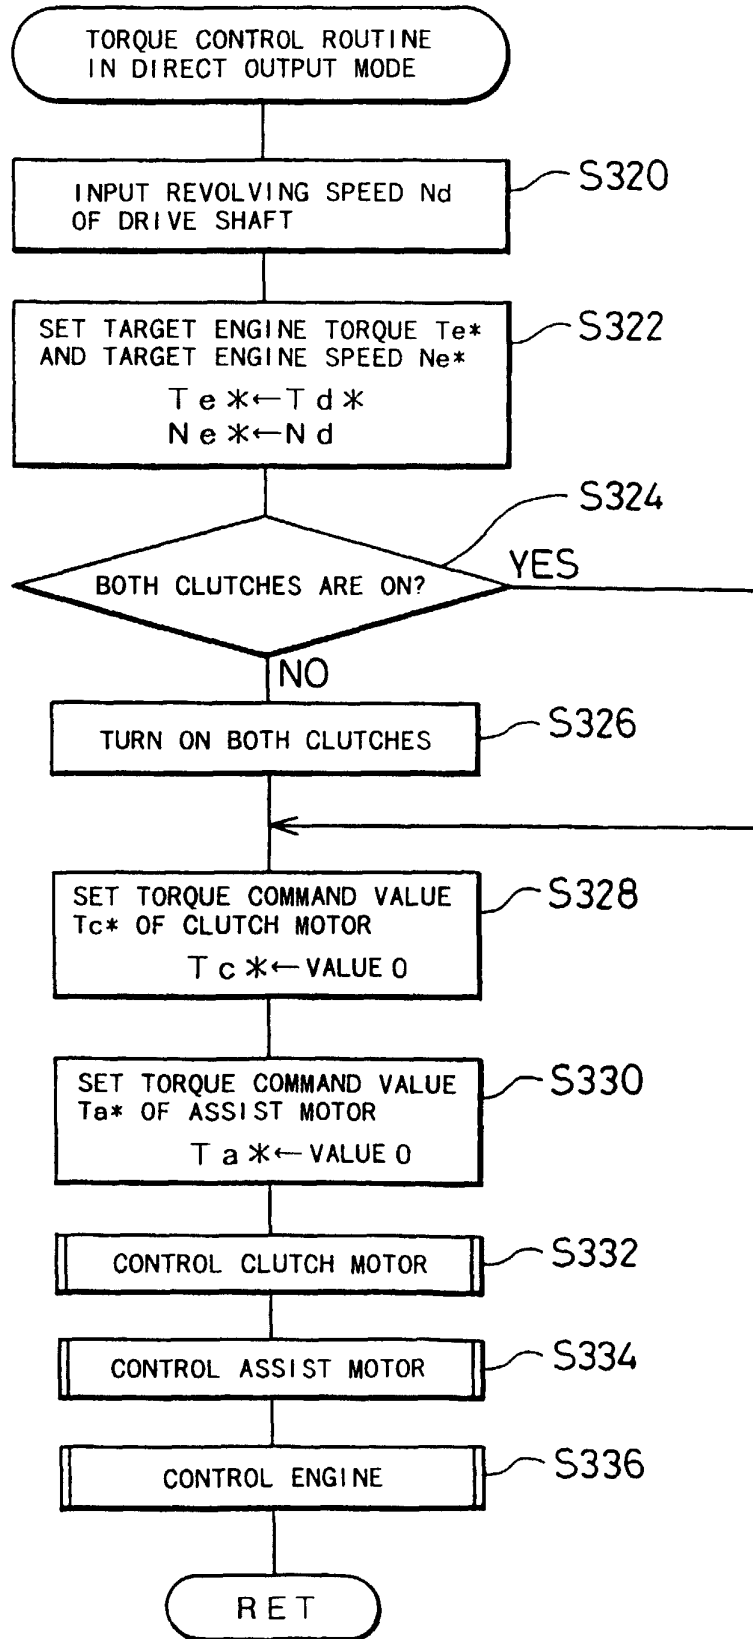 TORQUE CONTROL ROUTINE
IN DIRECT OUTPUT MODE
S320
INPUT REVOLVING SPEED Nd
OF DRIVE SHAFT
S322
SET TARGET ENGINE TORQUE Te*
AND TARGET ENGINE SPEED Ne*
Te*←Td*
Ne*←Nd
S324
BOTH CLUTCHES ARE ON?
YES
NO
S326
TURN ON BOTH CLUTCHES
S328
SET TORQUE COMMAND VALUE
Tc* OF CLUTCH MOTOR
Tc*←VALUE 0
S330
SET TORQUE COMMAND VALUE
Ta* OF ASSIST MOTOR
Ta*←VALUE 0
S332
CONTROL CLUTCH MOTOR
S334
CONTROL ASSIST MOTOR
S336
CONTROL ENGINE
RET